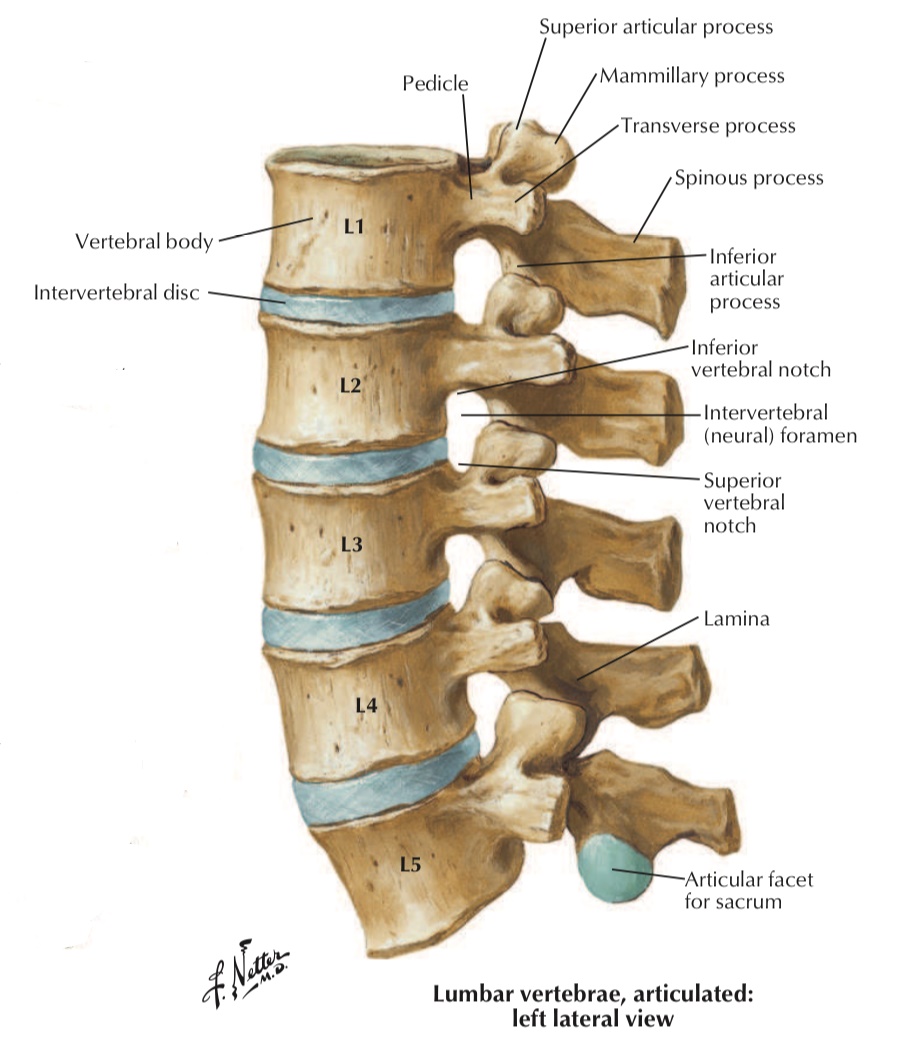 Superior articular process
Pedicle
Mammillary process
Transverse process
Spinous process
Vertebral body
L1
Inferior
articular
process
Intervertebral disc
Inferior
vertebral notch
L2
Intervertebral
(neural) foramen
Superior
vertebral
notch
L3
Lamina
L4
L5
Articular facet
for sacrum
F. Netter
M.D.
Lumbar vertebrae, articulated:
left lateral view